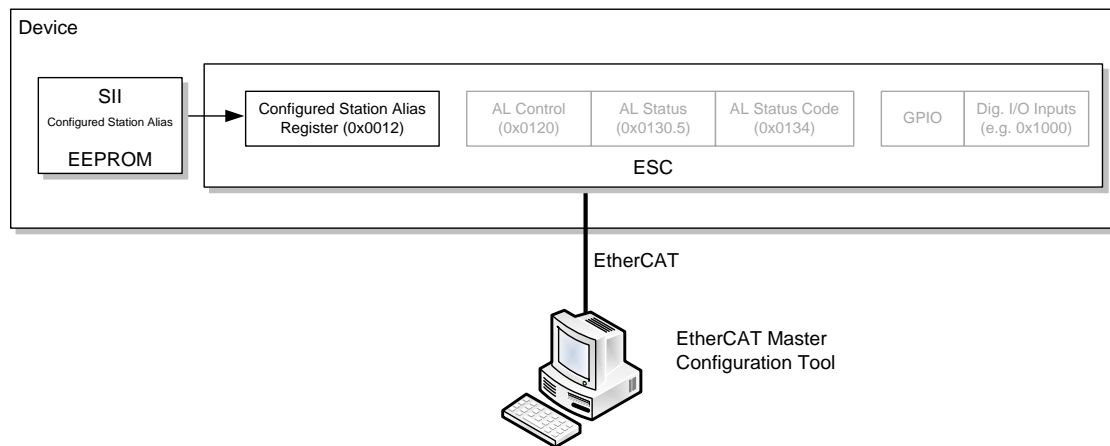 Device
SII
Configured Station Alias
EEPROM
Configured Station Alias
Register (0x0012)
AL Control
(0x0120)
AL Status
(0x0130.5)
AL Status Code
(0x0134)
GPIO
Dig. I/O Inputs
(e.g. 0x1000)
ESC
EtherCAT
EtherCAT Master
Configuration Tool